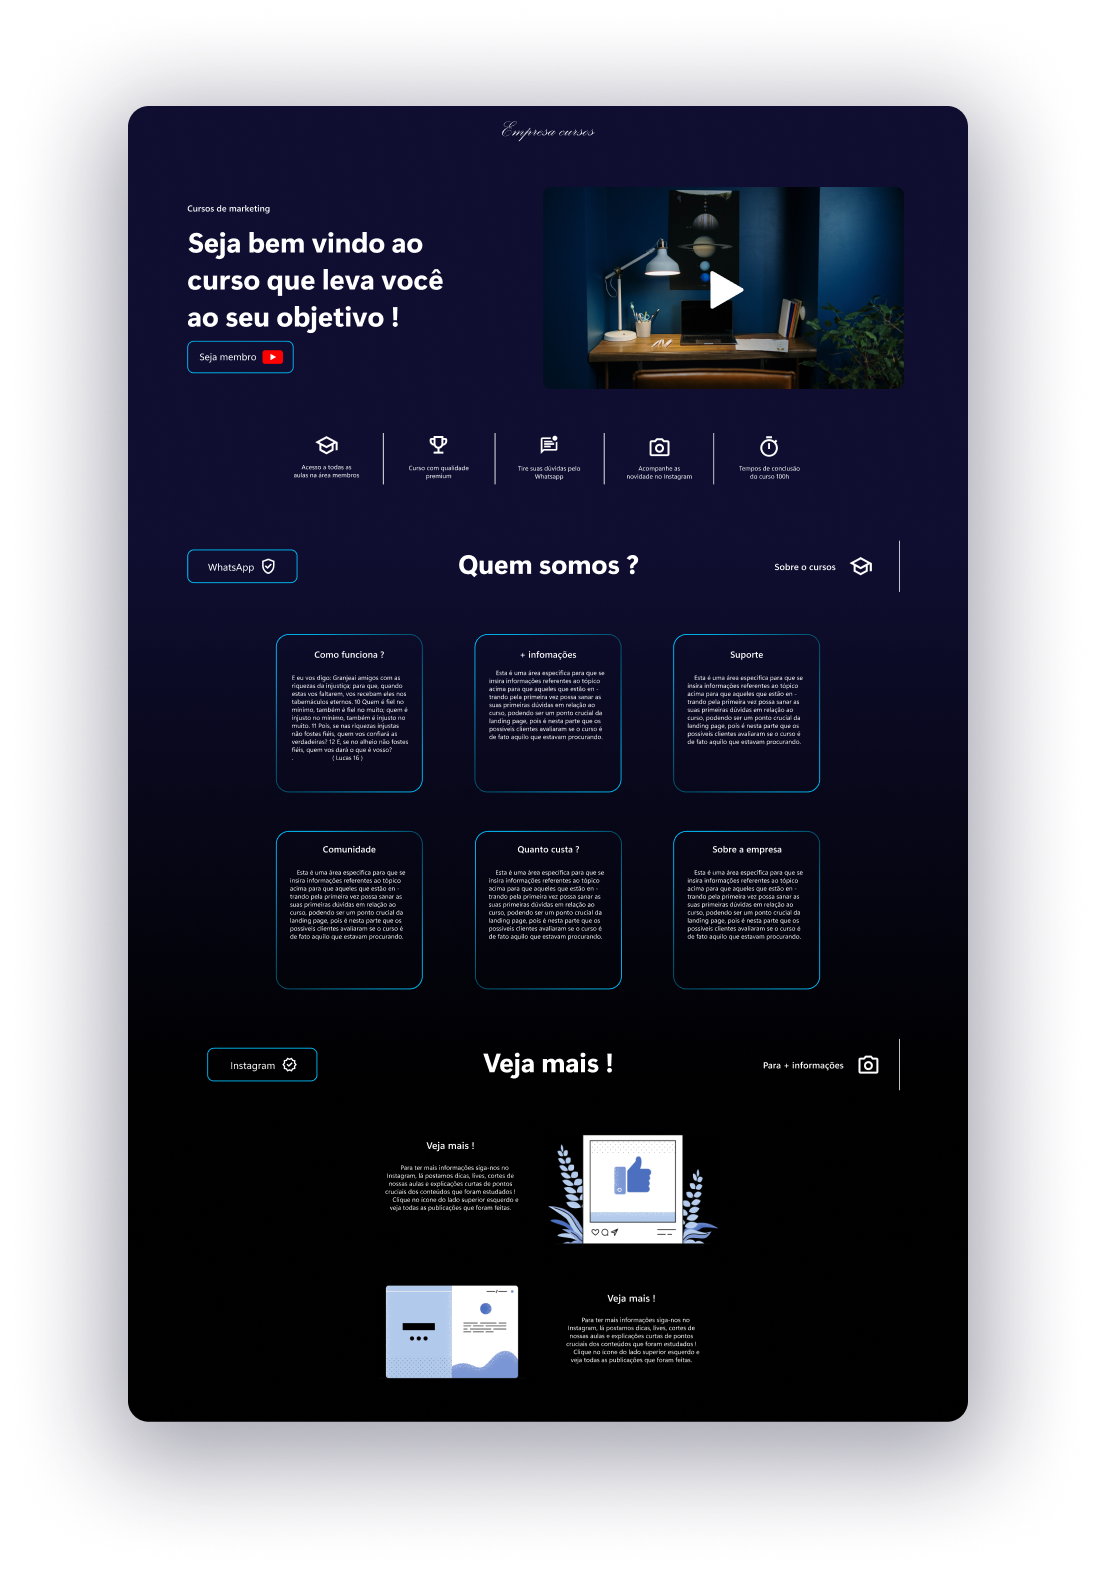 Empresa cursos
Cursos de marketing
Seja bem vindo ao
curso que leva você
ao seu objetivo !
Seja membro
Acesso a todas as
aulas na área membros
Curso com qualidade
premium
Tire suas dúvidas pelo
Whatsapp
Acompanhe as
novidade no Instagram
Tempos de conclusão
do curso 100h
WhatsApp
Quem somos ?
Sobre o cursos
Como funciona ?
E eu vos digo: Granjeai amigos com as
riquezas da injustiça; para que, quando
estas vos faltarem, vos recebam eles nos
tabernáculos eternos. 10 Quem é fiel no
mínimo, também é fiel no muito; quem é
injusto no mínimo, também é injusto no
muito. 11 Pois, se nas riquezas injustas
não fostes fiéis, quem vos confiará as
verdadeiras? 12 E, se no alheio não fostes
fiéis, quem vos dará o que é vosso?
. ( Lucas 16 )
+ infomações
Esta é uma área específica para que se
insira informações referentes ao tópico
acima para que aqueles que estão en -
trando pela primeira vez possa sanar as
suas primeiras dúvidas em relação ao
curso, podendo ser um ponto crucial da
landing page, pois é nesta parte que os
possíveis clientes avaliaram se o curso é
de fato aquilo que estavam procurando.
Suporte
Esta é uma área específica para que se
insira informações referentes ao tópico
acima para que aqueles que estão en -
trando pela primeira vez possa sanar as
suas primeiras dúvidas em relação ao
curso, podendo ser um ponto crucial da
landing page, pois é nesta parte que os
possíveis clientes avaliaram se o curso é
de fato aquilo que estavam procurando.
Comunidade
Esta é uma área específica para que se
insira informações referentes ao tópico
acima para que aqueles que estão en -
trando pela primeira vez possa sanar as
suas primeiras dúvidas em relação ao
curso, podendo ser um ponto crucial da
landing page, pois é nesta parte que os
possíveis clientes avaliaram se o curso é
de fato aquilo que estavam procurando.
Quanto custa ?
Esta é uma área específica para que se
insira informações referentes ao tópico
acima para que aqueles que estão en -
trando pela primeira vez possa sanar as
suas primeiras dúvidas em relação ao
curso, podendo ser um ponto crucial da
landing page, pois é nesta parte que os
possíveis clientes avaliaram se o curso é
de fato aquilo que estavam procurando.
Sobre a empresa
Esta é uma área específica para que se
insira informações referentes ao tópico
acima para que aqueles que estão en -
trando pela primeira vez possa sanar as
suas primeiras dúvidas em relação ao
curso, podendo ser um ponto crucial da
landing page, pois é nesta parte que os
possíveis clientes avaliaram se o curso é
de fato aquilo que estavam procurando.
Instagram
Veja mais !
Para + informações
Veja mais !
Para ter mais informações siga-nos no
Instagram, lá postamos dicas, lives, cortes de
nossas aulas e explicações curtas de pontos
cruciais dos conteúdos que foram estudados !
Clique no ícone do lado superior esquerdo e
veja todas as publicações que foram feitas.
Veja mais !
Para ter mais informações siga-nos no
Instagram, lá postamos dicas, lives, cortes de
nossas aulas e explicações curtas de pontos
cruciais dos conteúdos que foram estudados !
Clique no ícone do lado superior esquerdo e
veja todas as publicações que foram feitas.